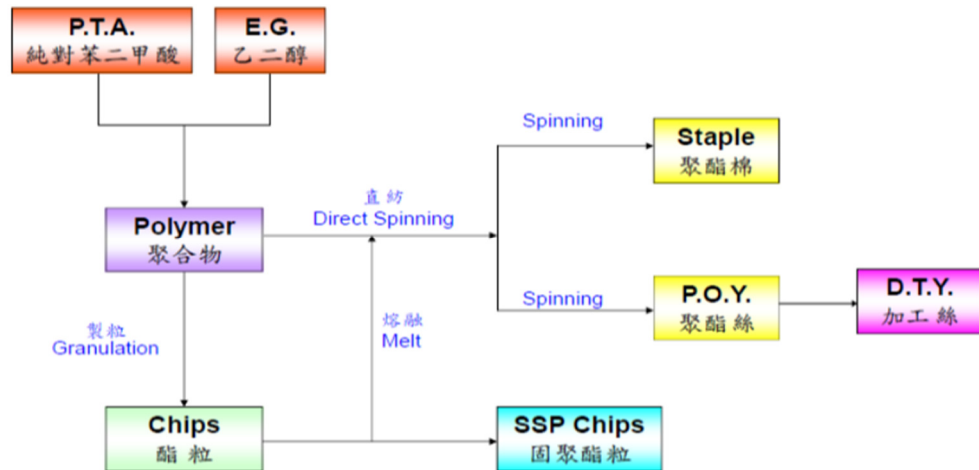 P.T.A.
純對苯二甲酸
E.G.
乙二醇
Spinning
Staple
聚酯棉
直紡
Direct Spinning
Polymer
聚合物
Spinning
P.O.Y.
聚酯絲
D.T.Y.
加工絲
製粒
Granulation
熔融
Melt
Chips
酯粒
SSP Chips
固聚酯粒